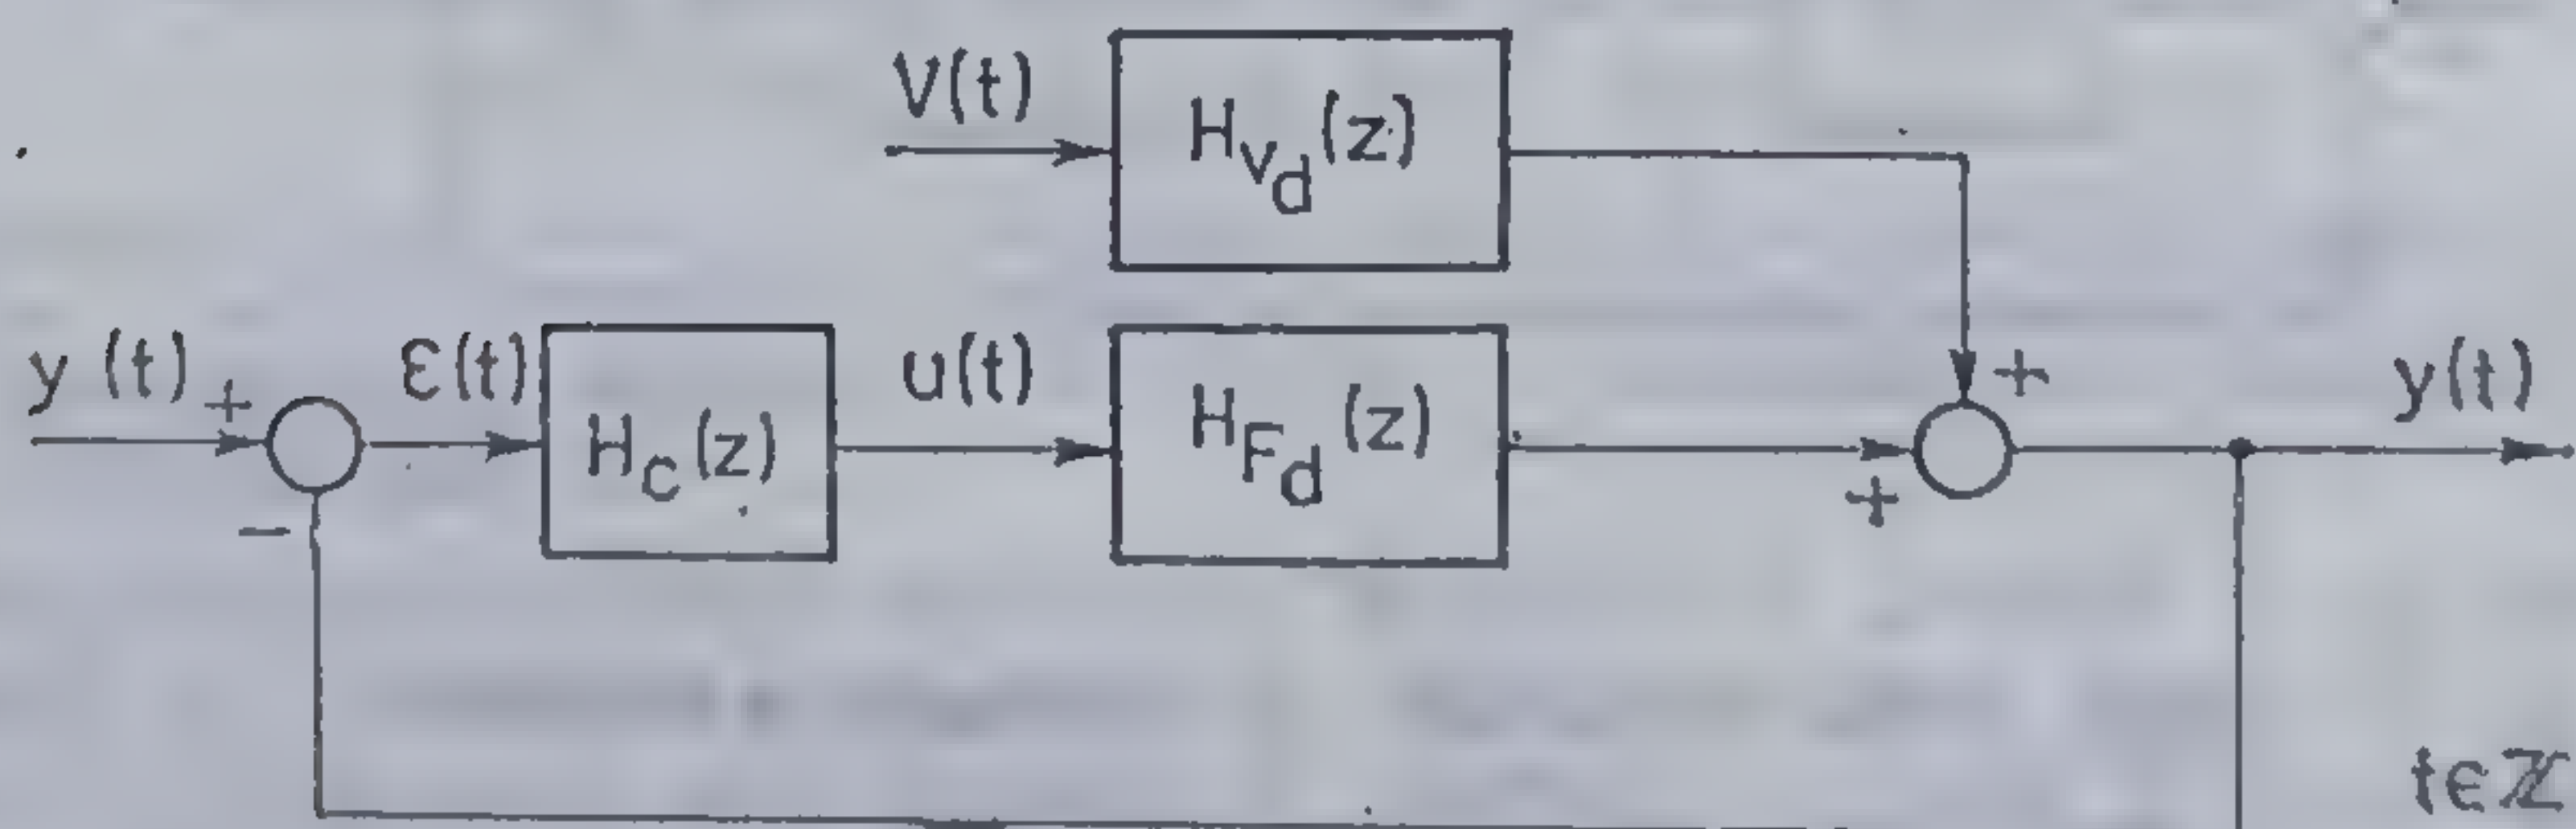 V(t)
H_{V_d}(z)
y (t)
+
ε(t)
H_C(z)
u(t)
H_{F_d}(z)
+
y(t)
−
+
t∈ℤ